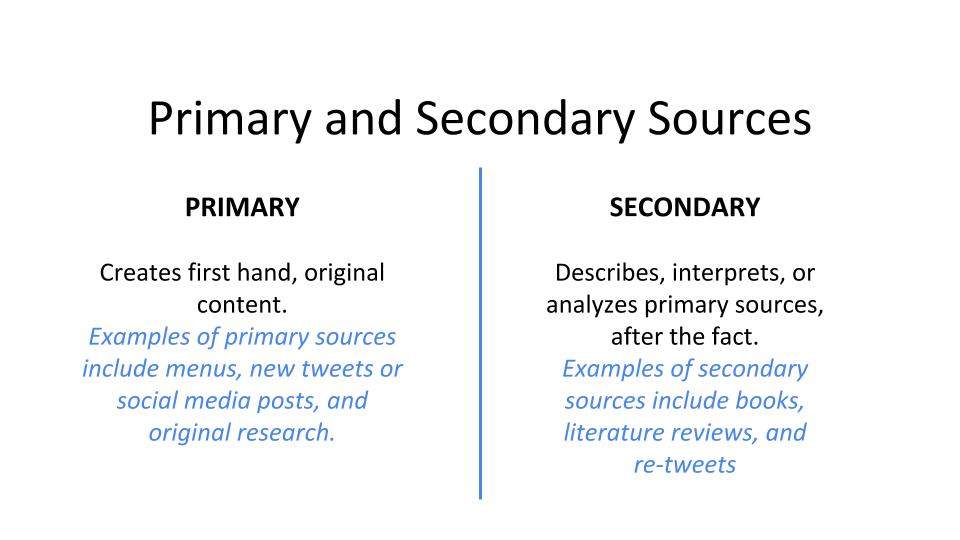 Primary and Secondary Sources
PRIMARY
Creates first hand, original
content.
Examples of primary sources
include menus, new tweets or
social media posts, and
original research.
SECONDARY
Describes, interprets, or
analyzes primary sources,
after the fact.
Examples of secondary
sources include books,
literature reviews, and
re-tweets